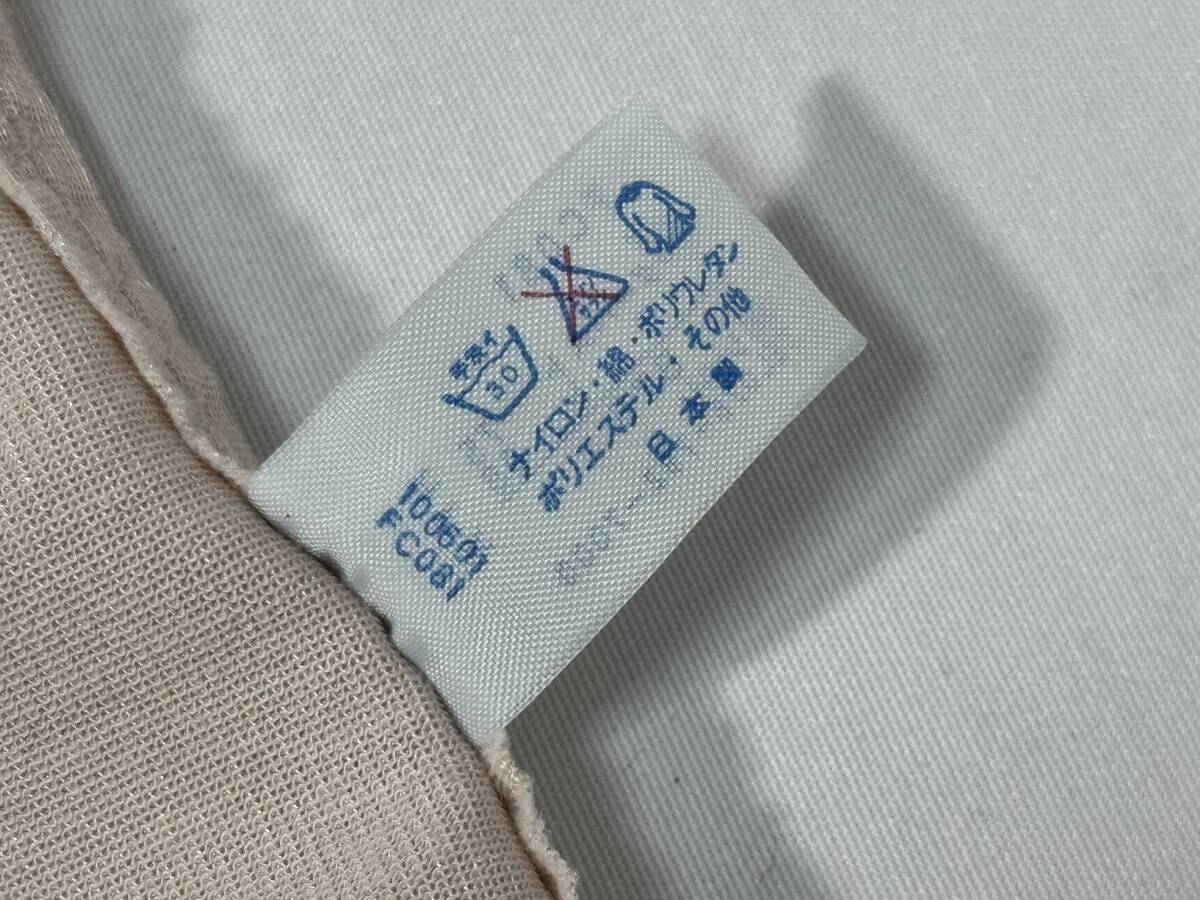 手洗イ
30
ナイロン・綿・ポリウレタン
ポリエステル・その他
日本製
FC081